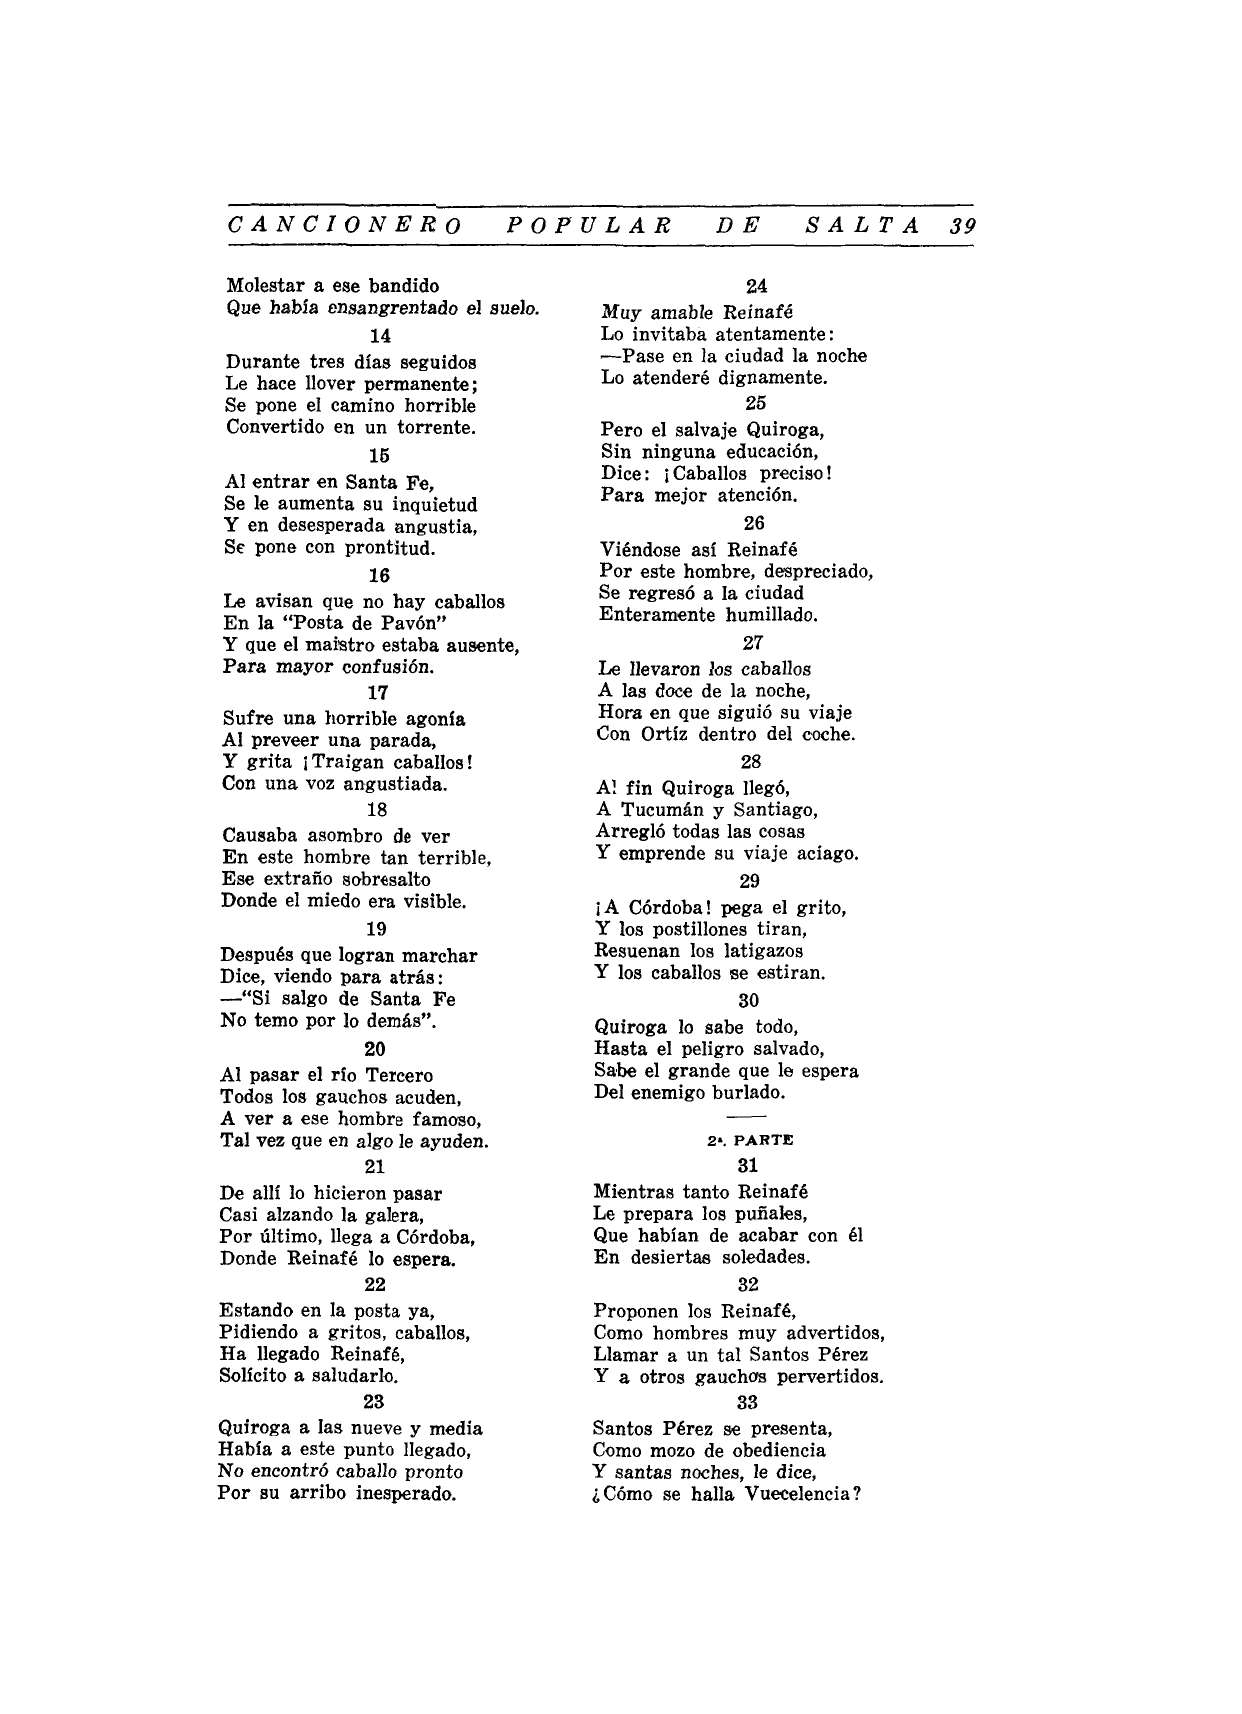 CANCIONERO POPULAR DE SALTA 39
Molestar a ese bandido
Que había ensangrentado el suelo.
14
Durante tres días seguidos
Le hace llover permanente;
Se pone el camino horrible
Convertido en un torrente.
15
Al entrar en Santa Fe,
Se le aumenta su inquietud
Y en desesperada angustia,
Se pone con prontitud.
16
Le avisan que no hay caballos
En la “Posta de Pavón”
Y que el maistro estaba ausente,
Para mayor confusión.
17
Sufre una horrible agonía
Al preveer una parada,
Y grita ¡Traigan caballos!
Con una voz angustiada.
18
Causaba asombro de ver
En este hombre tan terrible,
Ese extraño sobresalto
Donde el miedo era visible.
19
Después que logran marchar
Dice, viendo para atrás:
—“Si salgo de Santa Fe
No temo por lo demás”.
20
Al pasar el río Tercero
Todos los gauchos acuden,
A ver a ese hombre famoso,
Tal vez que en algo le ayuden.
21
De allí lo hicieron pasar
Casi alzando la galera,
Por último, llega a Córdoba,
Donde Reinafé lo espera.
22
Estando en la posta ya,
Pidiendo a gritos, caballos,
Ha llegado Reinafé,
Solícito a saludarlo.
23
Quiroga a las nueve y media
Había a este punto llegado,
No encontró caballo pronto
Por su arribo inesperado.
24
Muy amable Reinafé
Lo invitaba atentamente:
—Pase en la ciudad la noche
Lo atenderé dignamente.
25
Pero el salvaje Quiroga,
Sin ninguna educación,
Dice: ¡Caballos preciso!
Para mejor atención.
26
Viéndose así Reinafé
Por este hombre, despreciado,
Se regresó a la ciudad
Enteramente humillado.
27
Le llevaron los caballos
A las doce de la noche,
Hora en que siguió su viaje
Con Ortíz dentro del coche.
28
Al fin Quiroga llegó,
A Tucumán y Santiago,
Arregló todas las cosas
Y emprende su viaje aciago.
29
¡A Córdoba! pega el grito,
Y los postillones tiran,
Resuenan los latigazos
Y los caballos se estiran.
30
Quiroga lo sabe todo,
Hasta el peligro salvado,
Sabe el grande que le espera
Del enemigo burlado.
2ª. PARTE
31
Mientras tanto Reinafé
Le prepara los puñales,
Que habían de acabar con él
En desiertas soledades.
32
Proponen los Reinafé,
Como hombres muy advertidos,
Llamar a un tal Santos Pérez
Y a otros gauchos pervertidos.
33
Santos Pérez se presenta,
Como mozo de obediencia
Y santas noches, le dice,
¿Cómo se halla Vuecelencia?